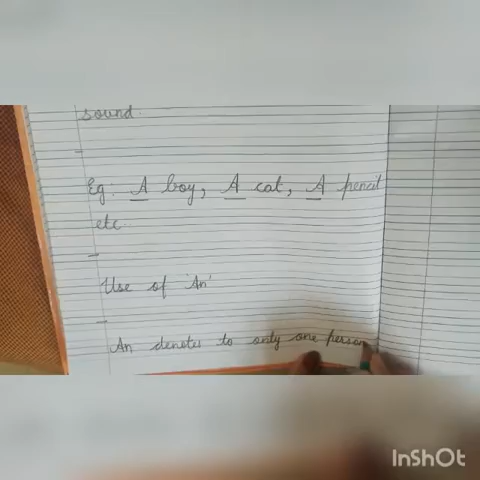 sound.
Eg. A boy, A cat, A pencil
etc
Use of 'An'
An denotes to only one person
InShOt